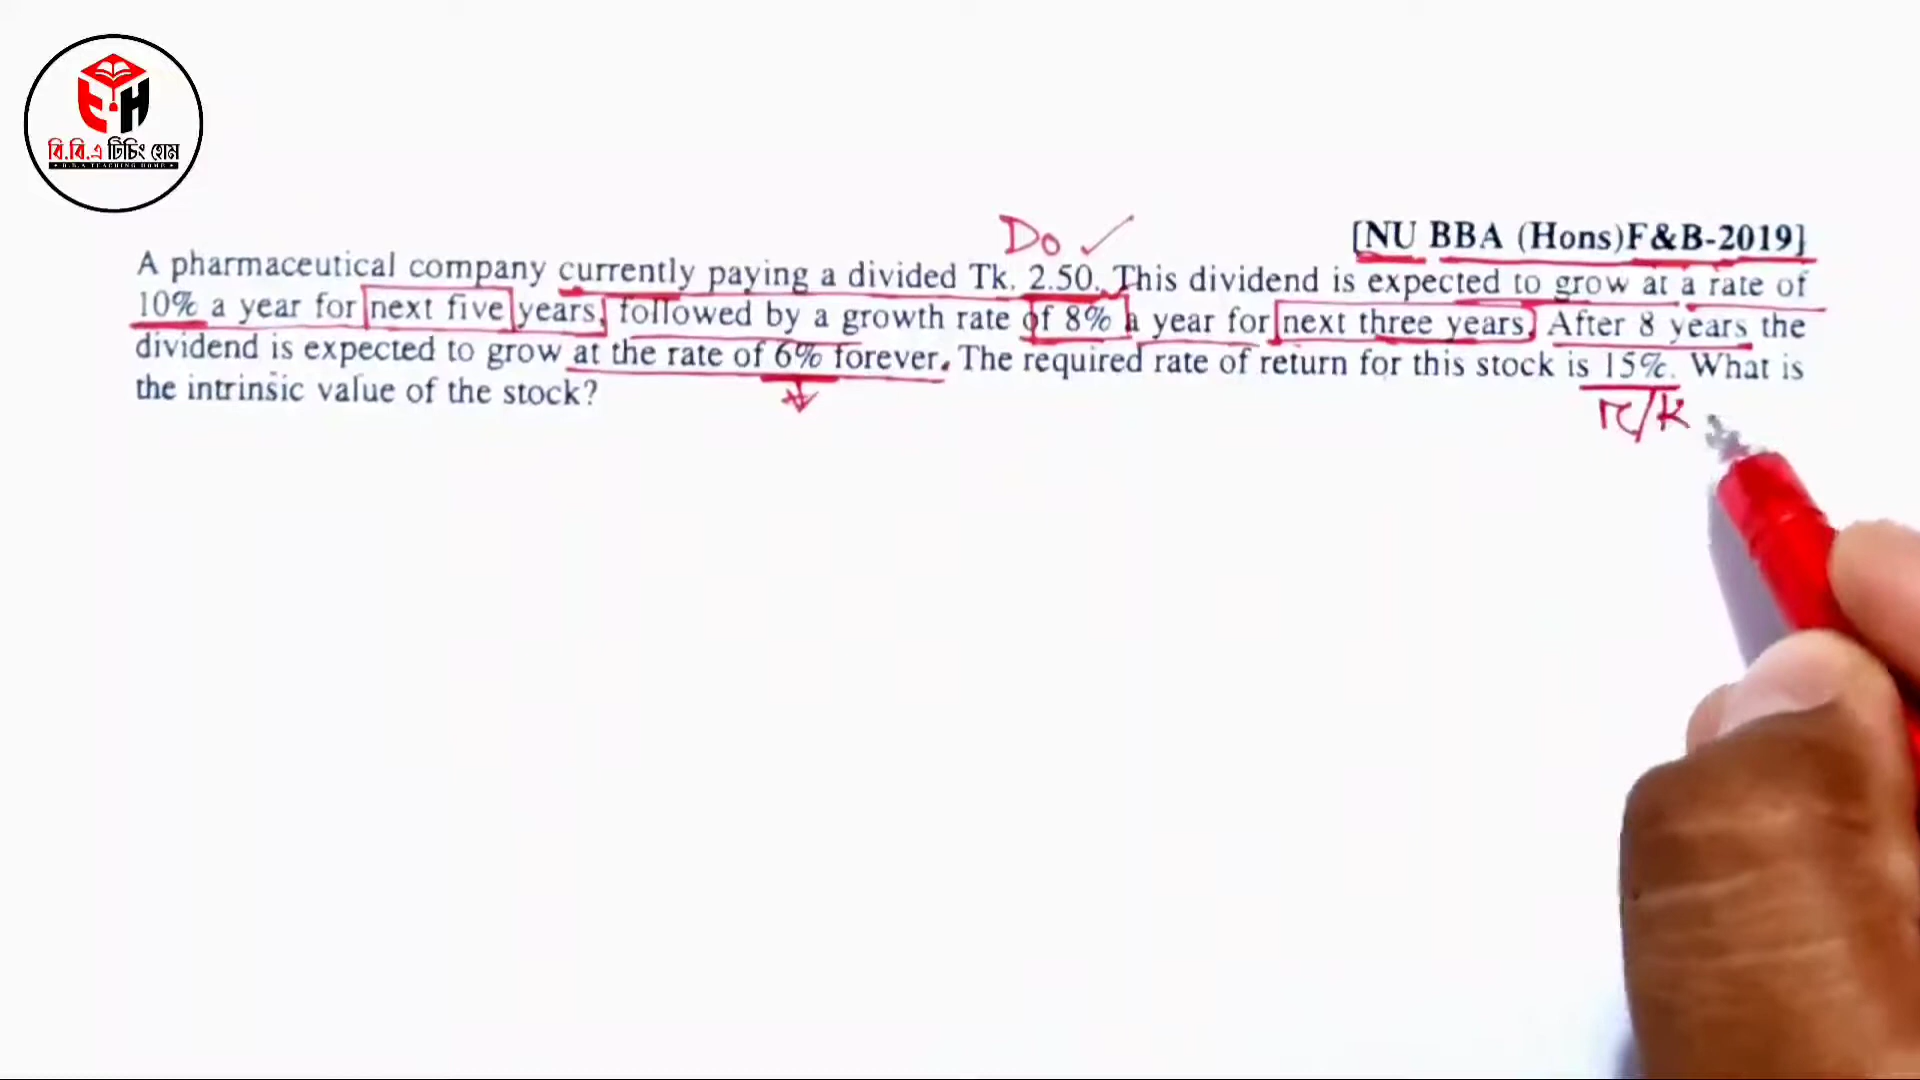 EH
বি.বি.এ টিচিং হোম
B.B.A TEACHING HOME
Do ✓
[NU BBA (Hons)F&B-2019]
A pharmaceutical company currently paying a divided Tk. 2.50. This dividend is expected to grow at a rate of
10% a year for next five years, followed by a growth rate of 8% a year for next three years. After 8 years the
dividend is expected to grow at the rate of 6% forever. The required rate of return for this stock is 15%. What is
the intrinsic value of the stock?
r/k